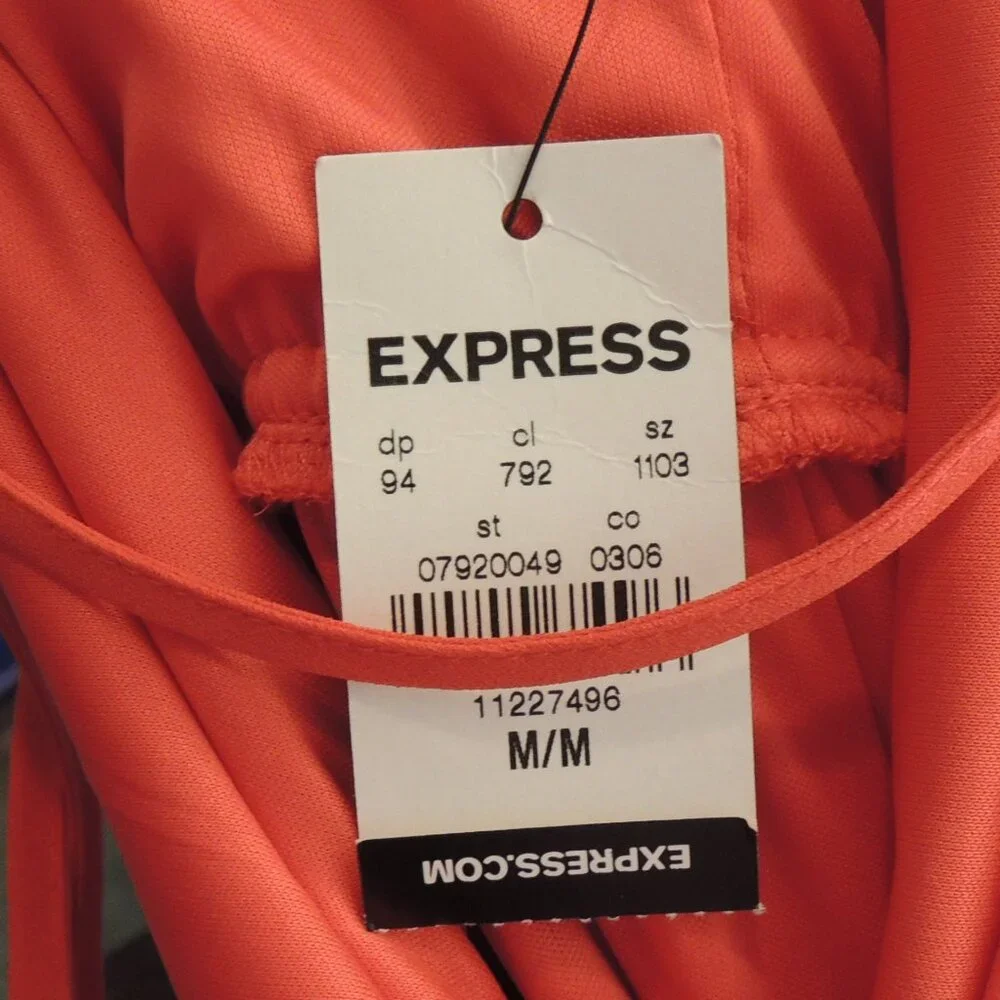 EXPRESS
dp cl sz
94 792 1103
st co
07920049 0306
11227496
M/M
EXPRESS.COM